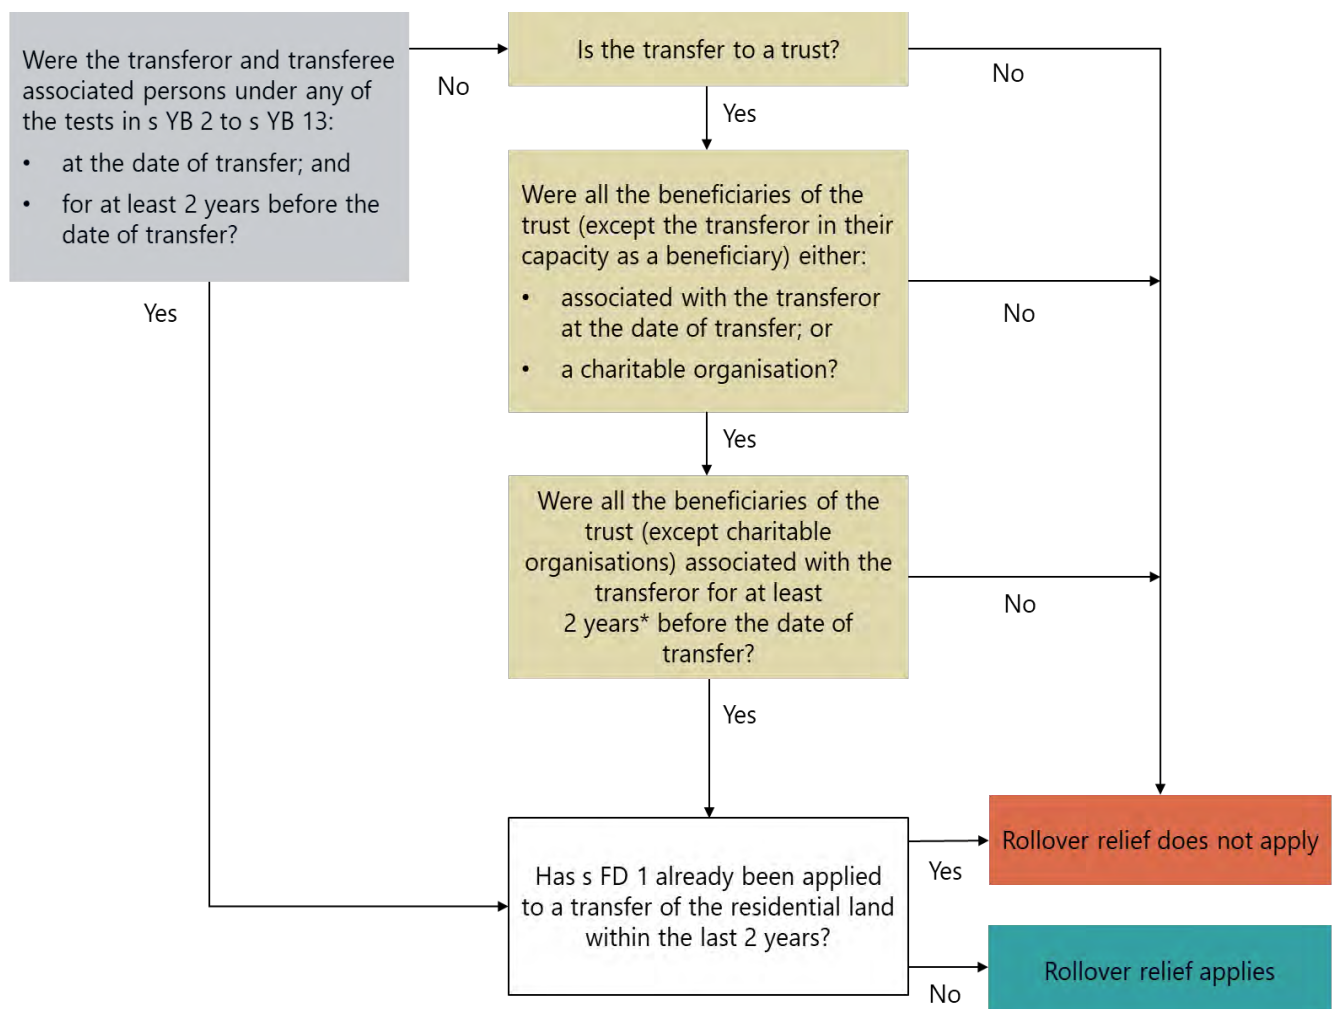 Were the transferor and transferee
associated persons under any of
the tests in s YB 2 to s YB 13:
• at the date of transfer; and
• for at least 2 years before the
date of transfer?
No
Is the transfer to a trust?
No
Yes
Were all the beneficiaries of the
trust (except the transferor in their
capacity as a beneficiary) either:
• associated with the transferor
at the date of transfer; or
• a charitable organisation?
Yes
No
Yes
Were all the beneficiaries of the
trust (except charitable
organisations) associated with the
transferor for at least
2 years* before the date of
transfer?
No
Yes
Has s FD 1 already been applied
to a transfer of the residential land
within the last 2 years?
Yes
Rollover relief does not apply
No
Rollover relief applies